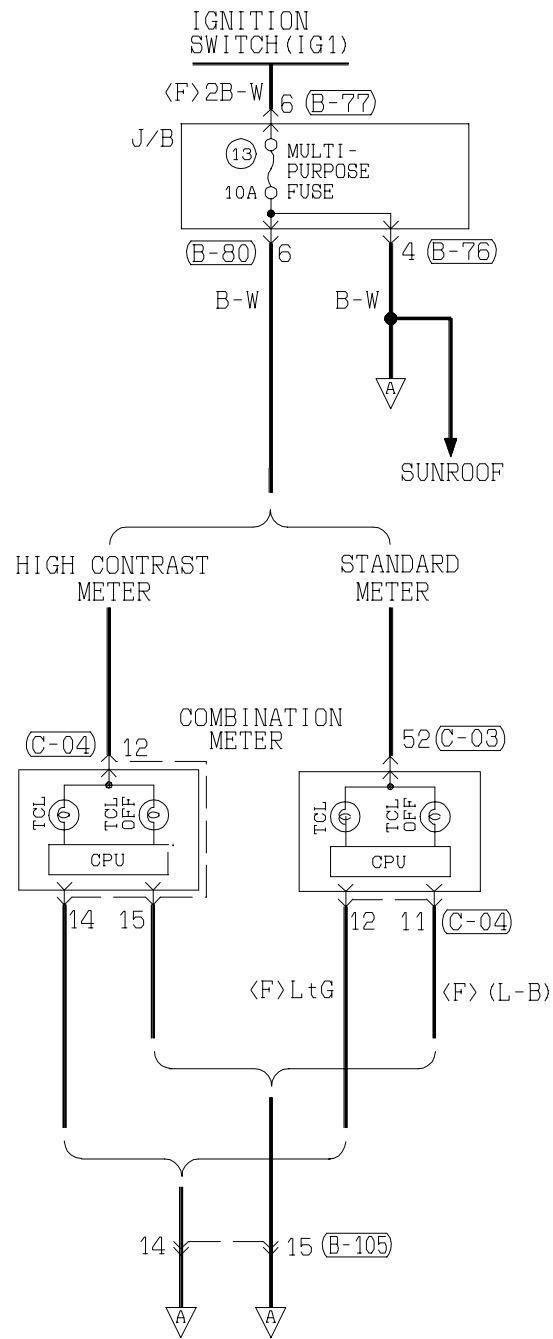 IGNITION
SWITCH(IG1)
<F>2B-W
6 (B-77)
J/B
13
MULTI-
PURPOSE
FUSE
10A
(B-80) 6
4 (B-76)
B-W
B-W
A
SUNROOF
HIGH CONTRAST
METER
STANDARD
METER
COMBINATION
METER
(C-04) 12
52 (C-03)
TCL
TCL
OFF
CPU
TCL
TCL
OFF
CPU
14
15
12
11
(C-04)
<F>LtG
<F>(L-B)
14
15 (B-105)
A
A